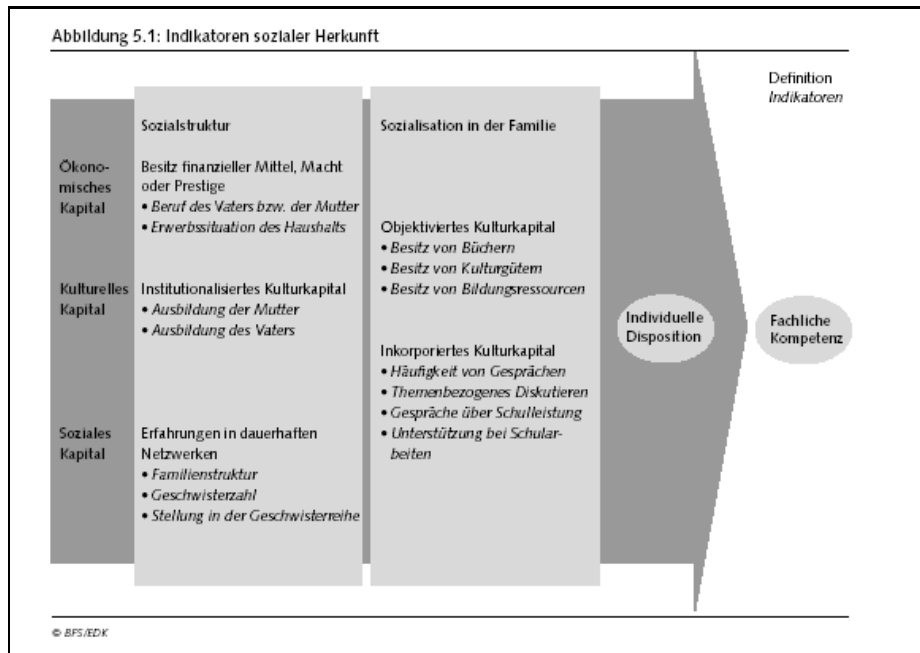 Abbildung 5.1: Indikatoren sozialer Herkunft
Definition
Indikatoren
Sozialstruktur
Sozialisation in der Familie
Ökono-
misches
Kapital
Besitz finanzieller Mittel, Macht
oder Prestige
• Beruf des Vaters bzw. der Mutter
• Erwerbssituation des Haushalts
Objektiviertes Kulturkapital
• Besitz von Büchern
• Besitz von Kulturgütern
• Besitz von Bildungsressourcen
Kulturelles
Kapital
Institutionalisiertes Kulturkapital
• Ausbildung der Mutter
• Ausbildung des Vaters
Individuelle
Disposition
Fachliche
Kompetenz
Inkorporiertes Kulturkapital
• Häufigkeit von Gesprächen
• Themenbezogenes Diskutieren
• Gespräche über Schulleistung
• Unterstützung bei Schular-
beiten
Soziales
Kapital
Erfahrungen in dauerhaften
Netzwerken
• Familienstruktur
• Geschwisterzahl
• Stellung in der Geschwisterreihe
© BFS/EDK